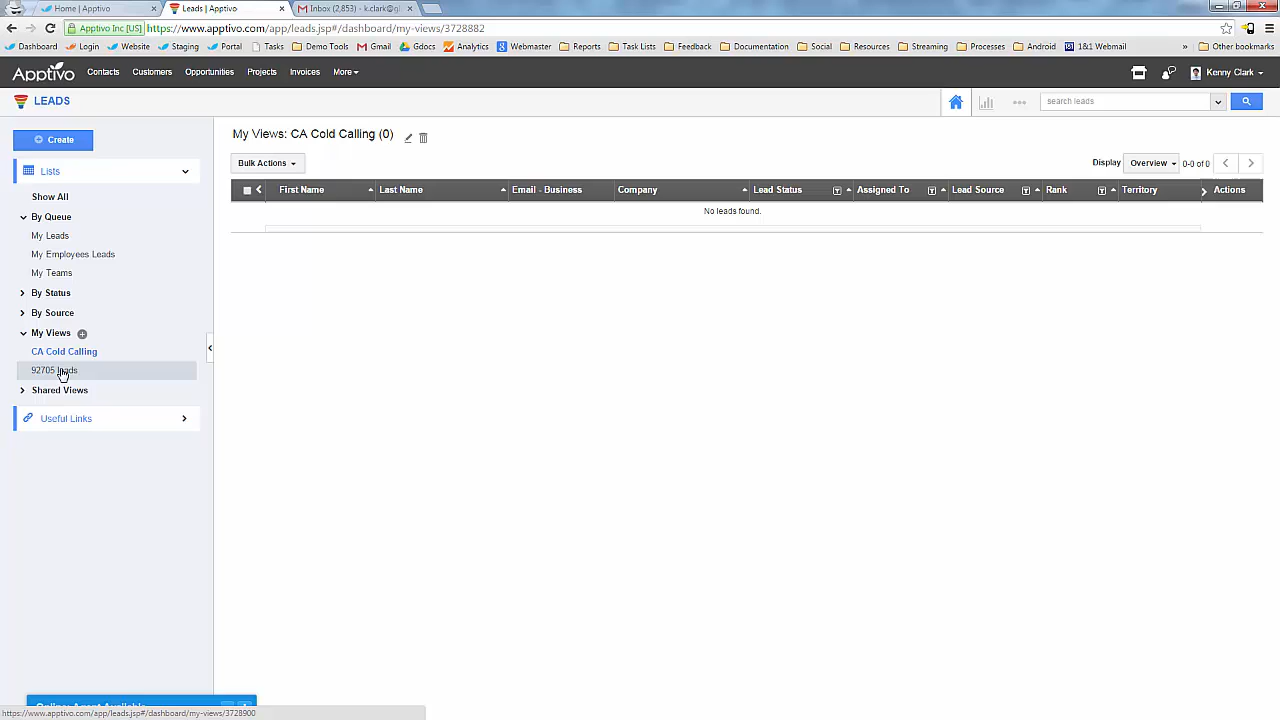 Home | Apptivo
Leads | Apptivo
Inbox (2,853) - k.clark@gl
Apptivo Inc [US] https://www.apptivo.com/app/leads.jsp#/dashboard/my-views/3728882
Dashboard Login Website Staging Portal Tasks Demo Tools Gmail Gdocs Analytics Webmaster Reports Task Lists Feedback Documentation Social Resources Streaming Processes Android 1&1 Webmail » Other bookmarks
Apptivo Contacts Customers Opportunities Projects Invoices More Kenny Clark
LEADS
search leads
Create
Lists
Show All
By Queue
My Leads
My Employees Leads
My Teams
By Status
By Source
My Views
CA Cold Calling
92705 leads
Shared Views
Useful Links
My Views: CA Cold Calling (0)
Bulk Actions
Display Overview 0-0 of 0
First Name Last Name Email - Business Company Lead Status Assigned To Lead Source Rank Territory Actions
No leads found.
Online: Agent Available
https://www.apptivo.com/app/leads.jsp#/dashboard/my-views/3728900